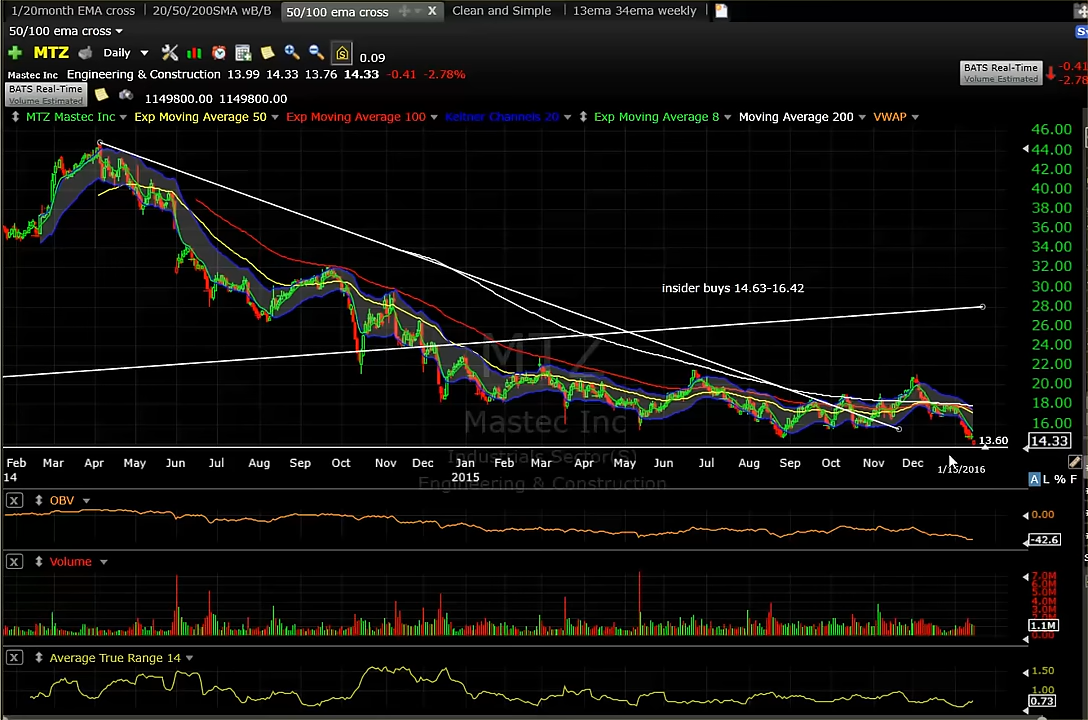 1/20month EMA cross 20/50/200SMA wB/B 50/100 ema cross X Clean and Simple 13ema 34ema weekly
50/100 ema cross
MTZ Daily 0.09
Mastec Inc Engineering & Construction 13.99 14.33 13.76 14.33 -0.41 -2.78%
BATS Real-Time
Volume Estimated
1149800.00 1149800.00
BATS Real-Time
Volume Estimated
-0.41
-2.78
MTZ Mastec Inc Exp Moving Average 50 Exp Moving Average 100 Keltner Channels 20 Exp Moving Average 8 Moving Average 200 VWAP
46.00
44.00
42.00
40.00
38.00
36.00
34.00
32.00
30.00
28.00
26.00
24.00
22.00
20.00
18.00
16.00
14.33
insider buys 14.63-16.42
MTZ
Mastec Inc
Industrials Sector(S)
Engineering & Construction
13.60
Feb Mar Apr May Jun Jul Aug Sep Oct Nov Dec Jan Feb Mar Apr May Jun Jul Aug Sep Oct Nov Dec
14 2015
1/15/2016
A L % F
X OBV
0.00
-42.6
X Volume
7.0M
6.0M
5.0M
4.0M
3.0M
1.1M
0.00
X Average True Range 14
1.50
1.00
0.73